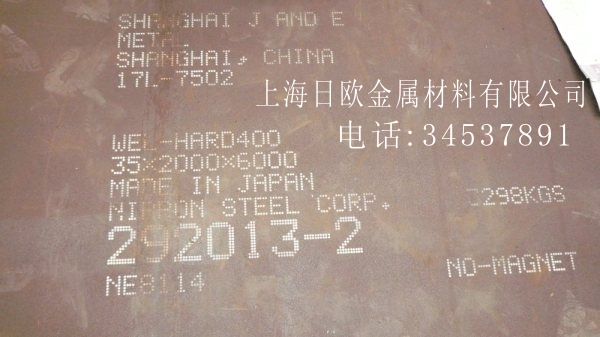 SHANGHAI J AND E
METAL
SHANGHAI, CHINA
17L-7502
上海日欧金属材料有限公司
电话:34537891
WEL-HARD400
35×2000×6000
MADE IN JAPAN
NIPPON STEEL CORP.
3298KGS
292013-2
NO-MAGNET
NE8114